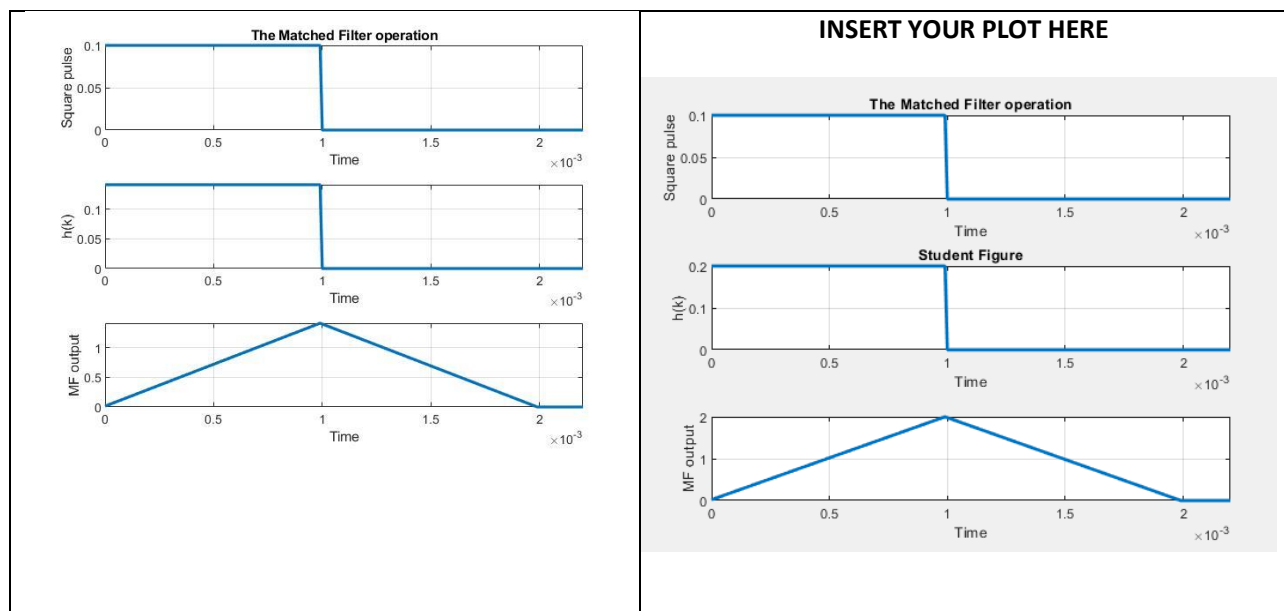 The Matched Filter operation
0.1
0.05
0
Square pulse
0 0.5 1 1.5 2
×10-3
Time
0.1
0.05
0
h(k)
0 0.5 1 1.5 2
×10-3
Time
1
0.5
0
MF output
0 0.5 1 1.5 2
×10-3
Time
INSERT YOUR PLOT HERE
The Matched Filter operation
0.1
0.05
0
Square pulse
0 0.5 1 1.5 2
×10-3
Time
Student Figure
0.2
0.1
0
h(k)
0 0.5 1 1.5 2
×10-3
Time
2
1
0
MF output
0 0.5 1 1.5 2
×10-3
Time